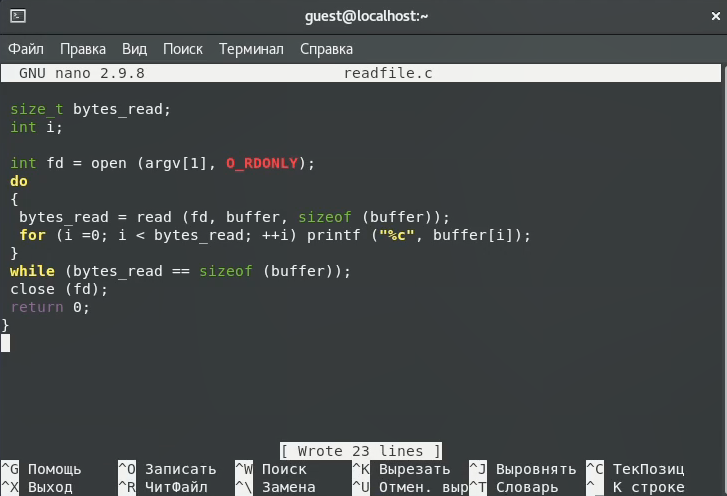 guest@localhost:~
Файл Правка Вид Поиск Терминал Справка
GNU nano 2.9.8 readfile.c
size_t bytes_read;
int i;
int fd = open (argv[1], O_RDONLY);
do
{
bytes_read = read (fd, buffer, sizeof (buffer));
for (i =0; i < bytes_read; ++i) printf ("%c", buffer[i]);
}
while (bytes_read == sizeof (buffer));
close (fd);
return 0;
}
[ Wrote 23 lines ]
^G Помощь ^O Записать ^W Поиск ^K Вырезать ^J Выровнять ^C ТекПозиц
^X Выход ^R ЧитФайл ^\ Замена ^U Отмен. выр^T Словарь ^_ К строке